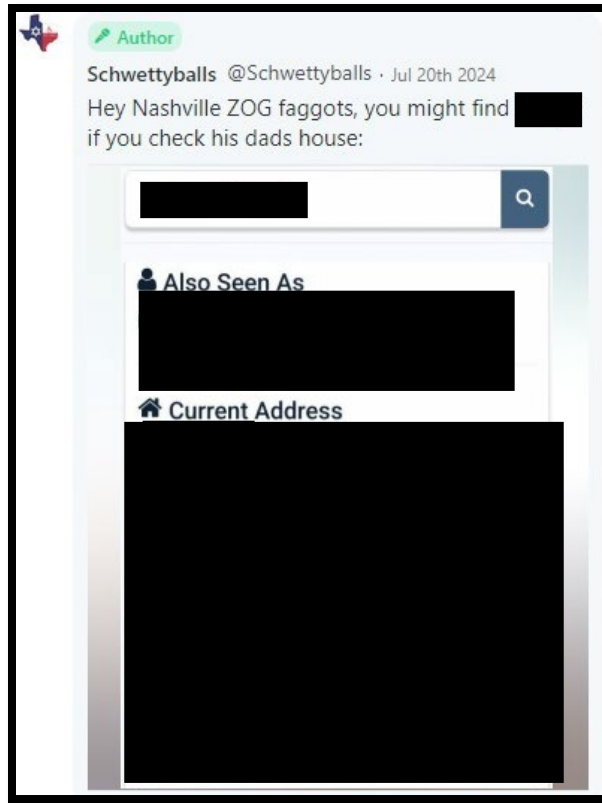 Author
Schwettyballs @Schwettyballs · Jul 20th 2024
Hey Nashville ZOG faggots, you might find
if you check his dads house:
Also Seen As
Current Address